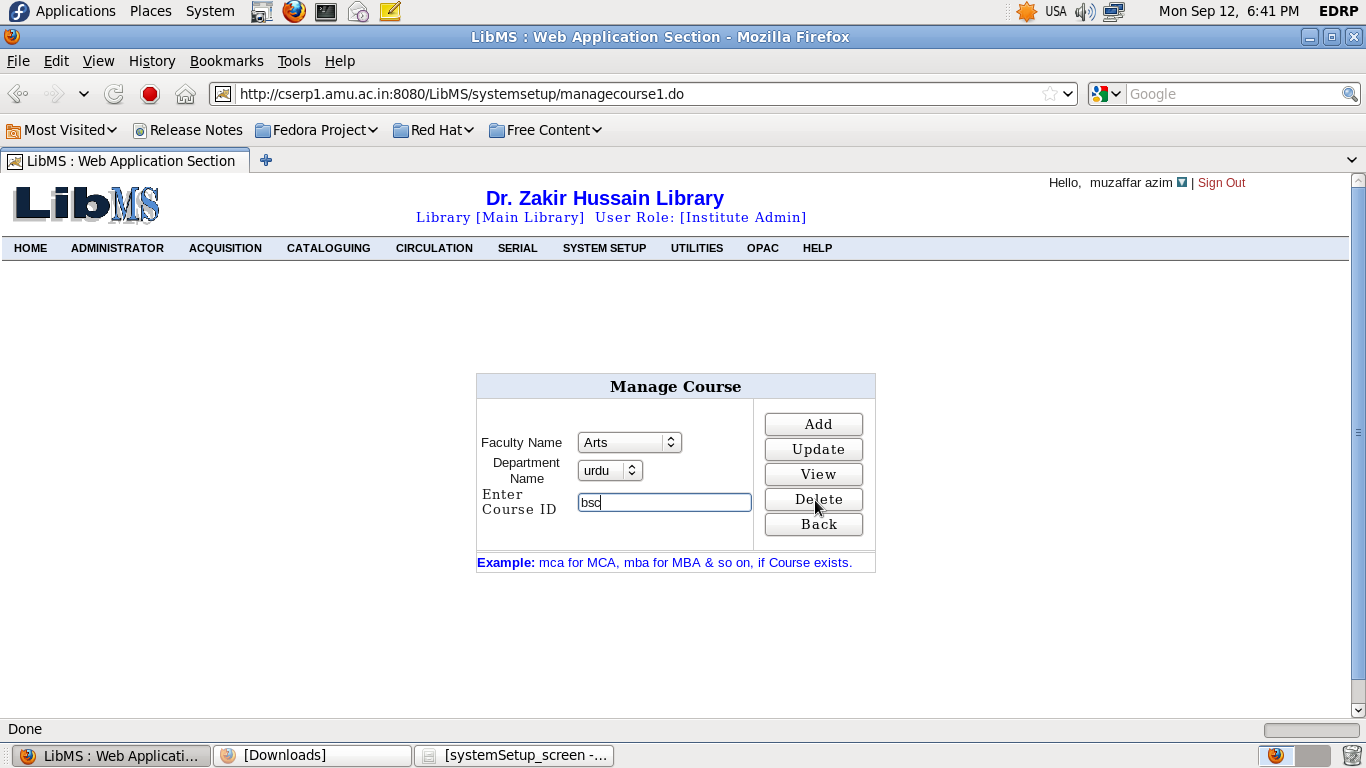 Applications Places System USA Mon Sep 12, 6:41 PM EDRP
LibMS : Web Application Section - Mozilla Firefox
File Edit View History Bookmarks Tools Help
http://cserp1.amu.ac.in:8080/LibMS/systemsetup/managecourse1.do Google
Most Visited Release Notes Fedora Project Red Hat Free Content
LibMS : Web Application Section
Hello, muzaffar azim | Sign Out
LibMS
Dr. Zakir Hussain Library
Library [Main Library] User Role: [Institute Admin]
HOME ADMINISTRATOR ACQUISITION CATALOGUING CIRCULATION SERIAL SYSTEM SETUP UTILITIES OPAC HELP
Manage Course
Faculty Name Arts
Department
Name urdu
Enter
Course ID bsc
Add
Update
View
Delete
Back
Example: mca for MCA, mba for MBA & so on, if Course exists.
Done
LibMS : Web Applicati... [Downloads] [systemSetup_screen -...